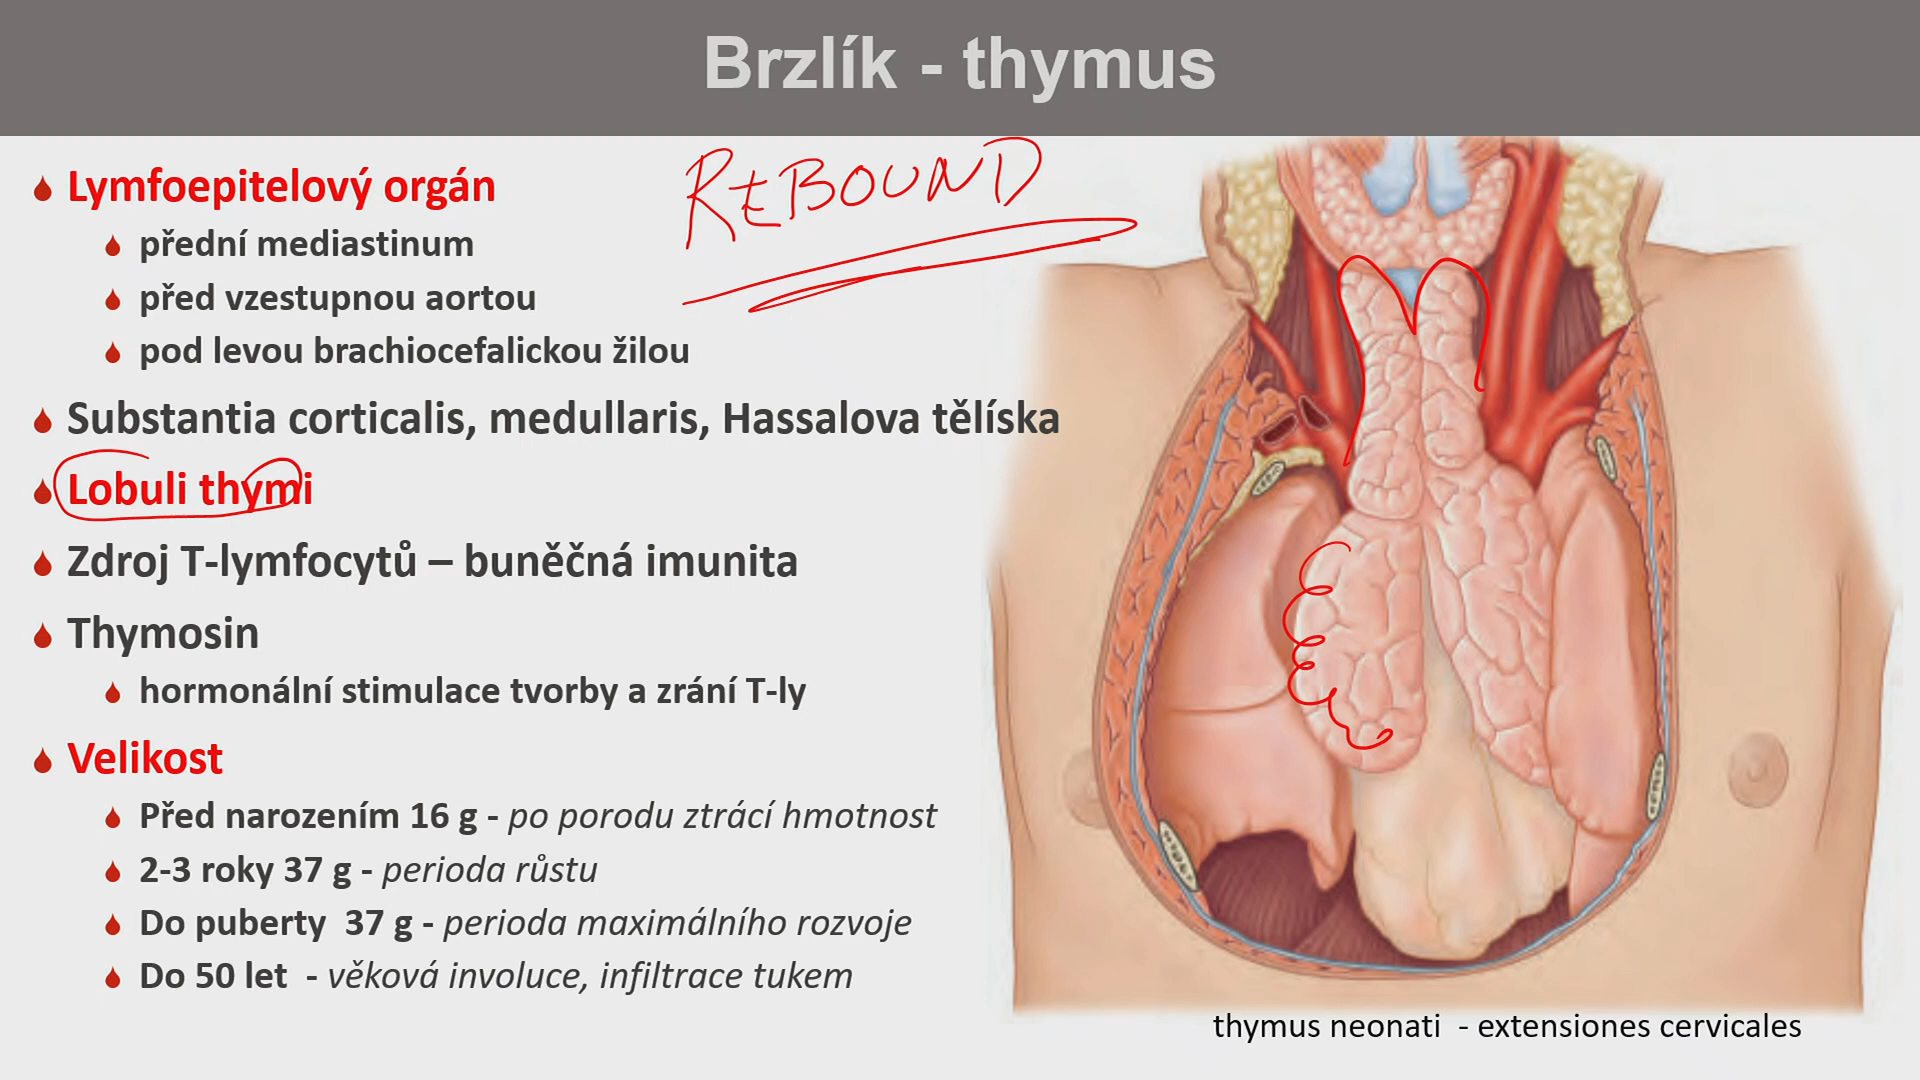 Brzlík - thymus
REBOUND
Lymfoepitelový orgán
přední mediastinum
před vzestupnou aortou
pod levou brachiocefalickou žilou
Substantia corticalis, medullaris, Hassalova tělíska
Lobuli thymi
Zdroj T-lymfocytů – buněčná imunita
Thymosin
hormonální stimulace tvorby a zrání T-ly
Velikost
Před narozením 16 g - po porodu ztrácí hmotnost
2-3 roky 37 g - perioda růstu
Do puberty  37 g - perioda maximálního rozvoje
Do 50 let  - věková involuce, infiltrace tukem
thymus neonati  - extensiones cervicales